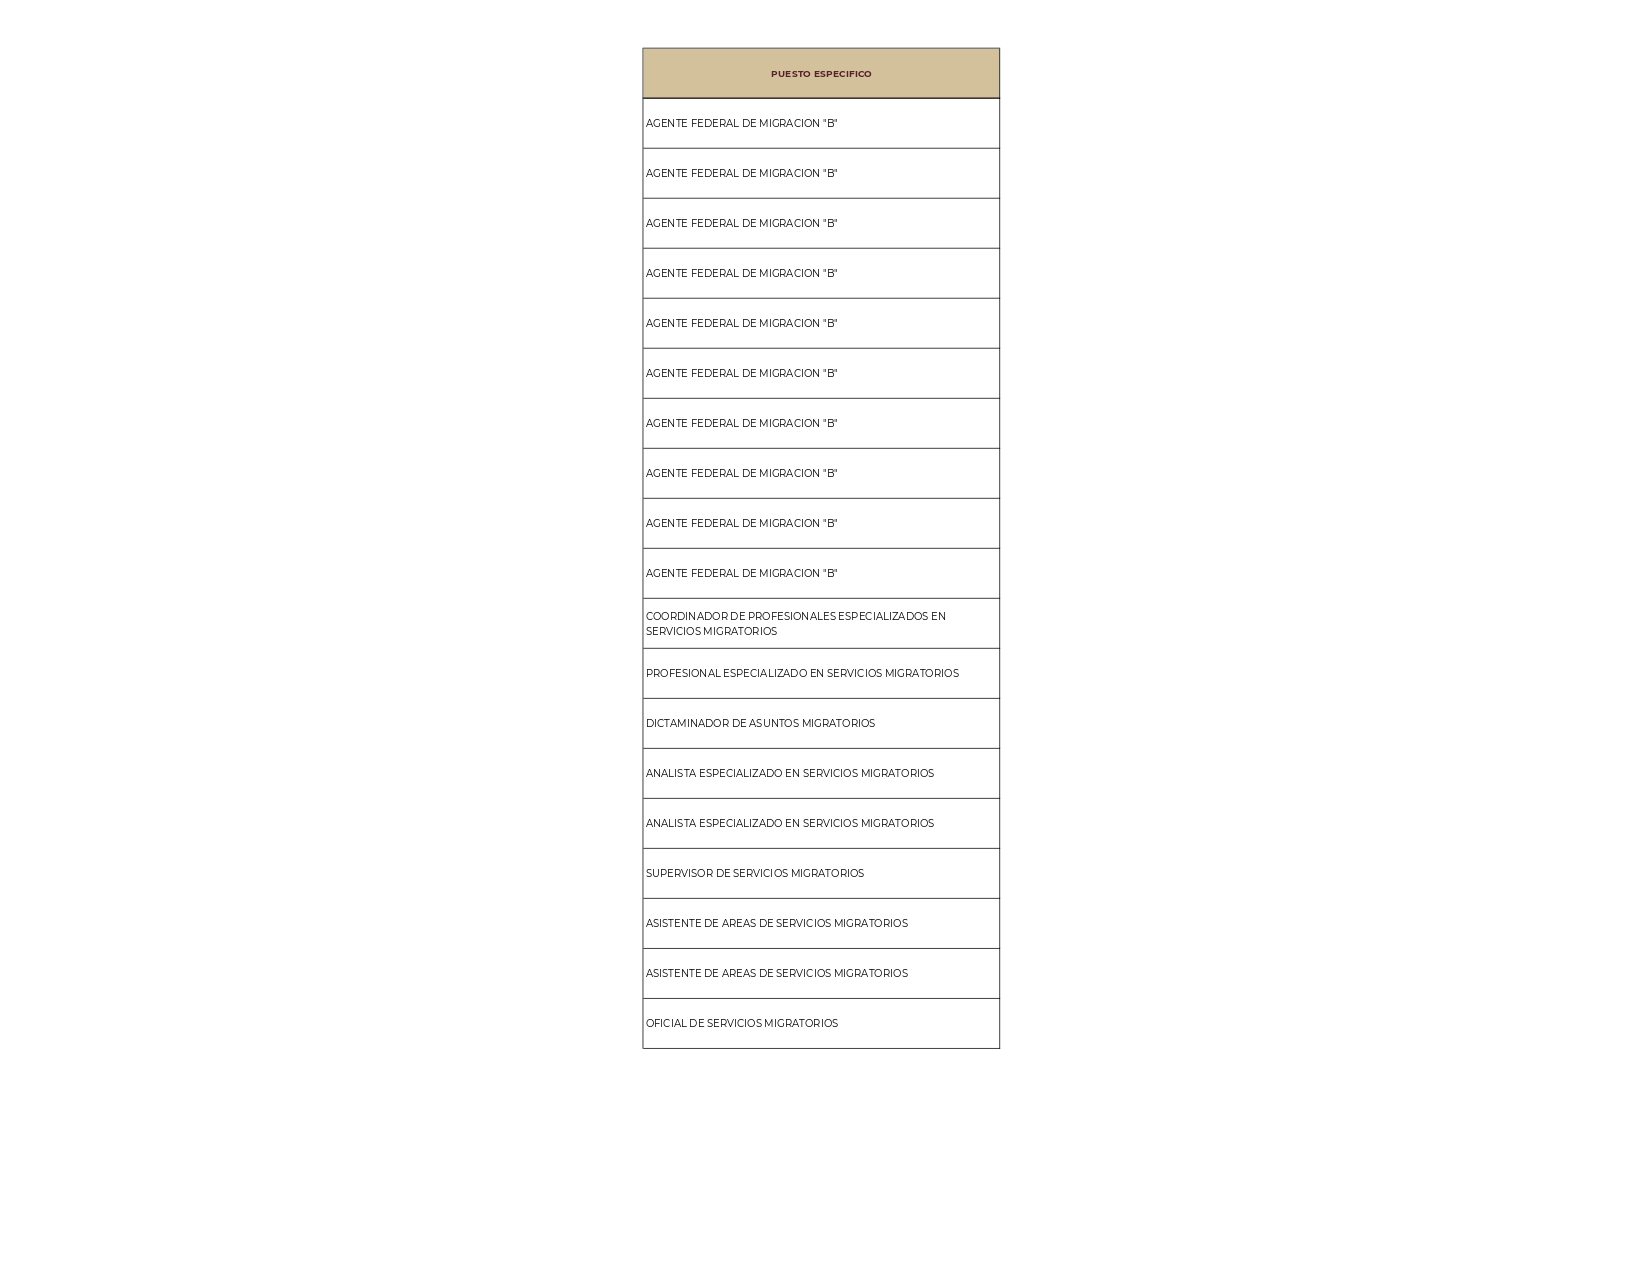 PUESTO ESPECIFICO
AGENTE FEDERAL DE MIGRACION "B"
AGENTE FEDERAL DE MIGRACION "B"
AGENTE FEDERAL DE MIGRACION "B"
AGENTE FEDERAL DE MIGRACION "B"
AGENTE FEDERAL DE MIGRACION "B"
AGENTE FEDERAL DE MIGRACION "B"
AGENTE FEDERAL DE MIGRACION "B"
AGENTE FEDERAL DE MIGRACION "B"
AGENTE FEDERAL DE MIGRACION "B"
AGENTE FEDERAL DE MIGRACION "B"
COORDINADOR DE PROFESIONALES ESPECIALIZADOS EN
SERVICIOS MIGRATORIOS
PROFESIONAL ESPECIALIZADO EN SERVICIOS MIGRATORIOS
DICTAMINADOR DE ASUNTOS MIGRATORIOS
ANALISTA ESPECIALIZADO EN SERVICIOS MIGRATORIOS
ANALISTA ESPECIALIZADO EN SERVICIOS MIGRATORIOS
SUPERVISOR DE SERVICIOS MIGRATORIOS
ASISTENTE DE AREAS DE SERVICIOS MIGRATORIOS
ASISTENTE DE AREAS DE SERVICIOS MIGRATORIOS
OFICIAL DE SERVICIOS MIGRATORIOS